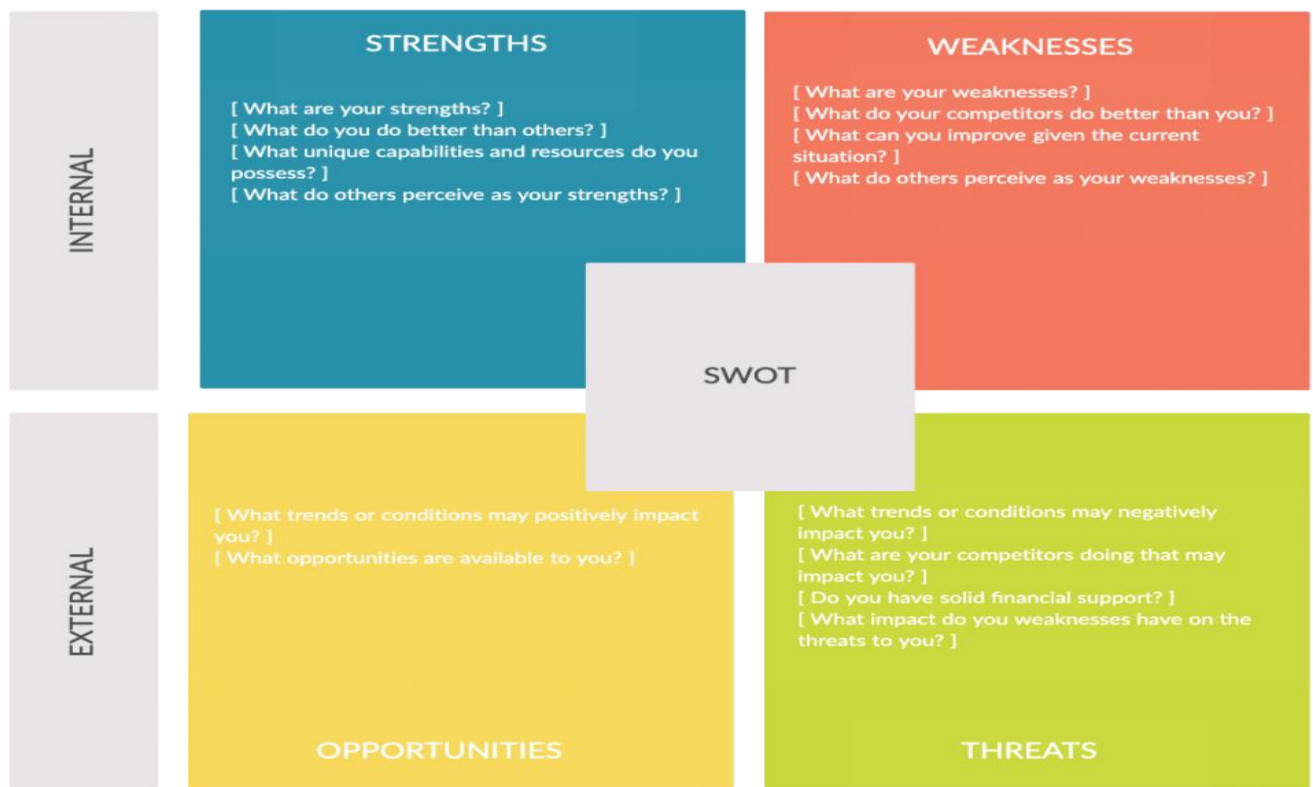 INTERNAL
STRENGTHS
[ What are your strengths? ]
[ What do you do better than others? ]
[ What unique capabilities and resources do you
possess? ]
[ What do others perceive as your strengths? ]
WEAKNESSES
[ What are your weaknesses? ]
[ What do your competitors do better than you? ]
[ What can you improve given the current
situation? ]
[ What do others perceive as your weaknesses? ]
SWOT
EXTERNAL
[ What trends or conditions may positively impact
you? ]
[ What opportunities are available to you? ]
OPPORTUNITIES
[ What trends or conditions may negatively
impact you? ]
[ What are your competitors doing that may
impact you? ]
[ Do you have solid financial support? ]
[ What impact do you weaknesses have on the
threats to you? ]
THREATS